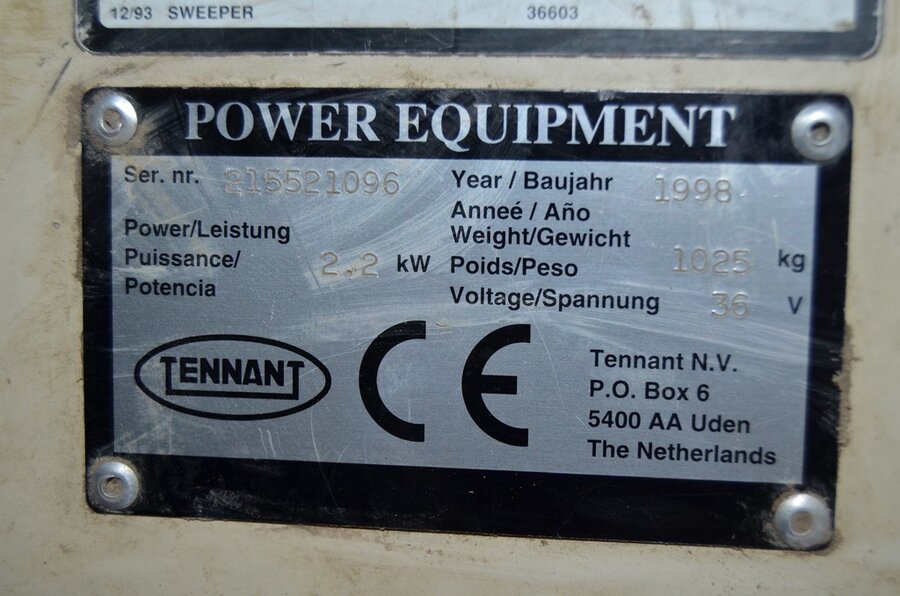 12/93 SWEEPER 36603
POWER EQUIPMENT
Ser. nr. 216521096
Year / Baujahr 1998
Anneé / Año
Power/Leistung
Weight/Gewicht
Puissance/ 2.2 kW
Poids/Peso 1025 kg
Potencia
Voltage/Spannung 36 V
TENNANT
CE
Tennant N.V.
P.O. Box 6
5400 AA Uden
The Netherlands